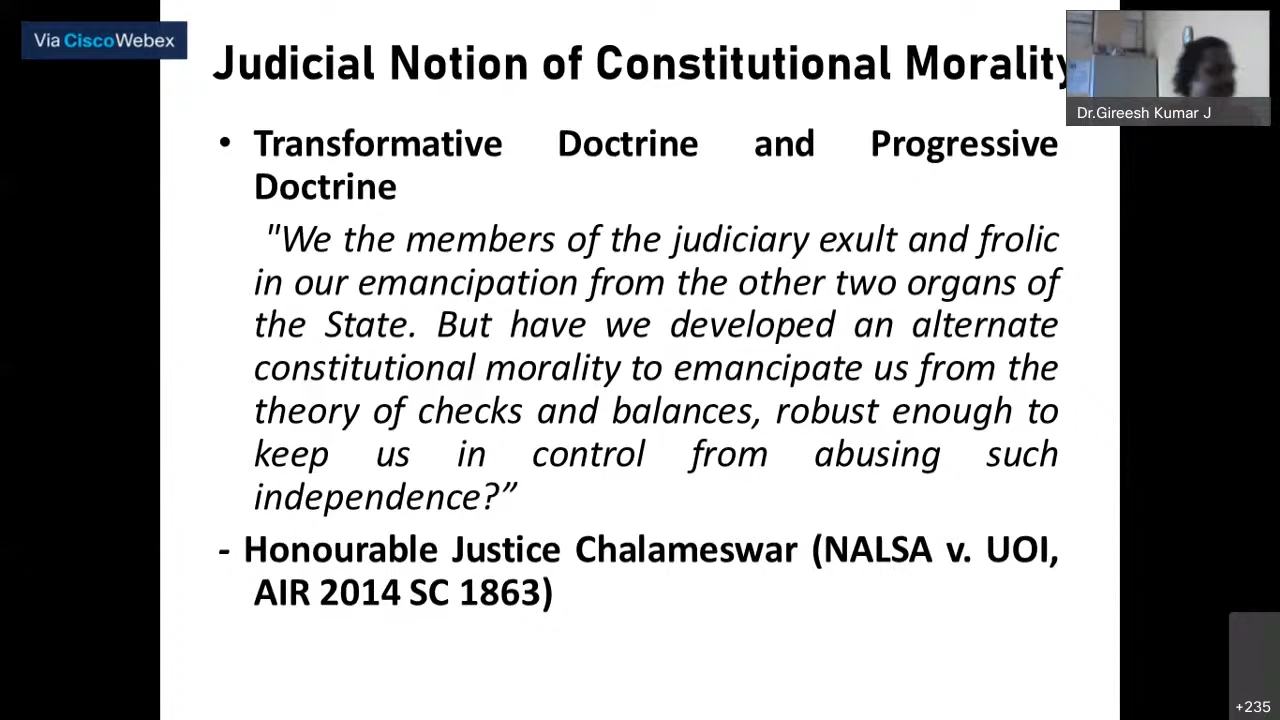 Via CiscoWebex
Judicial Notion of Constitutional Morality
Dr.Gireesh Kumar J
• Transformative Doctrine and Progressive
Doctrine
"We the members of the judiciary exult and frolic
in our emancipation from the other two organs of
the State. But have we developed an alternate
constitutional morality to emancipate us from the
theory of checks and balances, robust enough to
keep us in control from abusing such
independence?”
- Honourable Justice Chalameswar (NALSA v. UOI,
AIR 2014 SC 1863)
+235